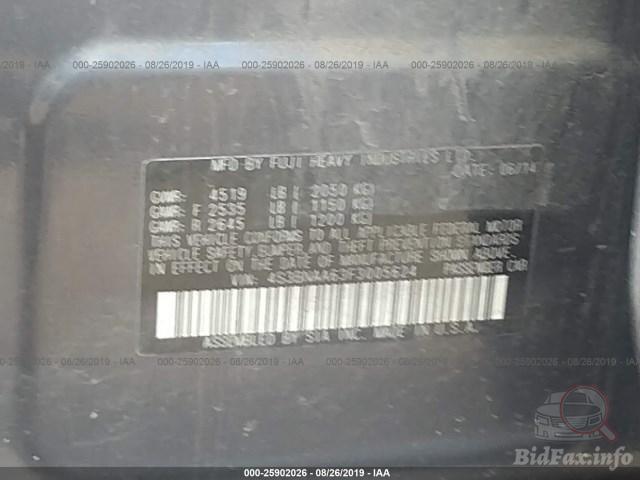 000-25902026 - 08/26/2019 - IAA
000-25902026 - 08/26/2019 - IAA
000-25902026 - 08/26/2019 - IAA
MFD BY FUJI HEAVY INDUSTRIES LTD.
DATE: 06/14
GVWR: 4519 LB ( 2050 KG)
GAWR: F 2535 LB ( 1150 KG)
GAWR: R 2645 LB ( 1200 KG)
THIS VEHICLE CONFORMS TO ALL APPLICABLE FEDERAL MOTOR
VEHICLE SAFETY, BUMPER, AND THEFT PREVENTION STANDARDS
IN EFFECT ON THE DATE OF MANUFACTURE SHOWN ABOVE.
VIN: 4S3BNAA63F3005624 PASSENGER CAR
ASSEMBLED BY SIA INC. MADE IN U.S.A.
000-25902026 - 08/26/2019 - IAA
000-25902026 - 08/26/2019 - IAA
000-25902026 - 08/26/2019 - IAA
000-25902026 - 08/26/2019 - IAA
BidFax.info